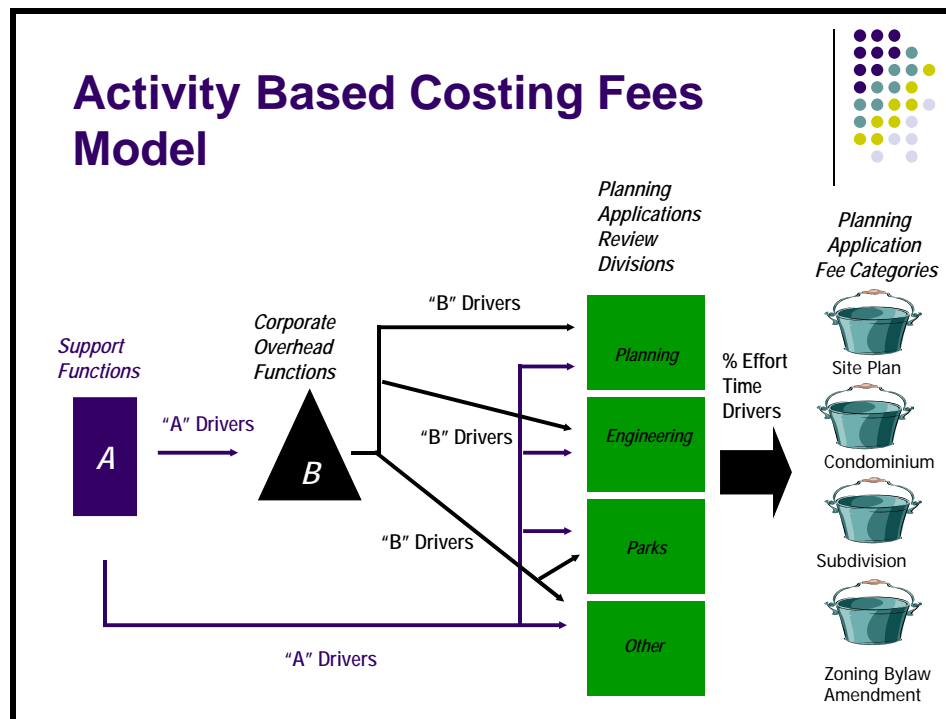 Activity Based Costing Fees
Model
Planning
Applications
Review
Divisions
Planning
Application
Fee Categories
"B" Drivers
Corporate
Overhead
Functions
Support
Functions
Planning
% Effort
Time
Drivers
Site Plan
"A" Drivers
"B" Drivers
Engineering
A
B
Condominium
"B" Drivers
Parks
Subdivision
Other
"A" Drivers
Zoning Bylaw
Amendment